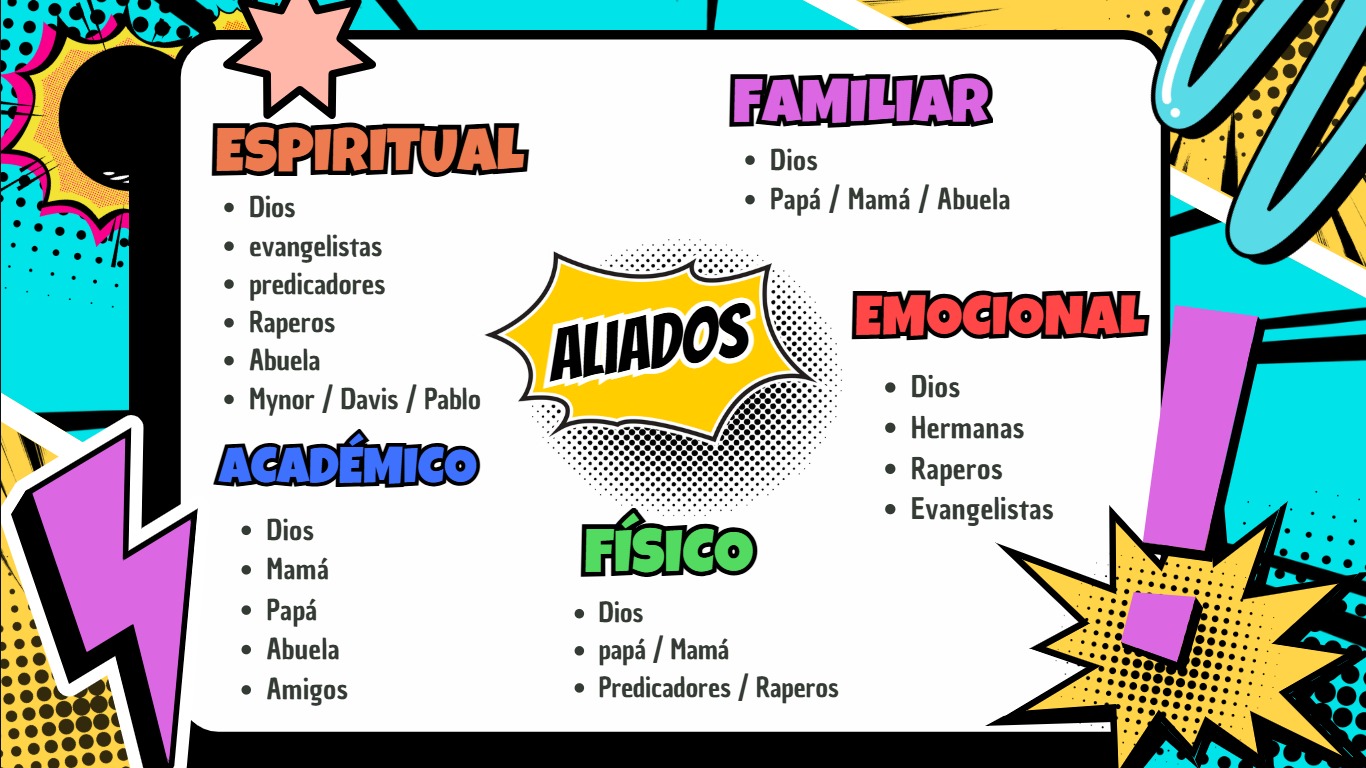 ESPIRITUAL
• Dios
• evangelistas
• predicadores
• Raperos
• Abuela
• Mynor / Davis / Pablo
FAMILIAR
• Dios
• Papá / Mamá / Abuela
ALIADOS
EMOCIONAL
• Dios
• Hermanas
• Raperos
• Evangelistas
ACADÉMICO
• Dios
• Mamá
• Papá
• Abuela
• Amigos
FÍSICO
• Dios
• papá / Mamá
• Predicadores / Raperos